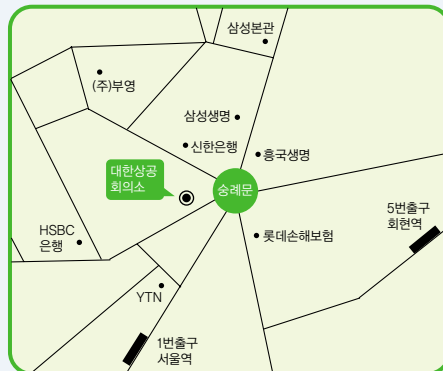 삼성본관
(주)부영
삼성생명
신한은행
흥국생명
대한상공
회의소
숭례문
5번출구
회현역
HSBC
은행
롯데손해보험
YTN
1번출구
서울역